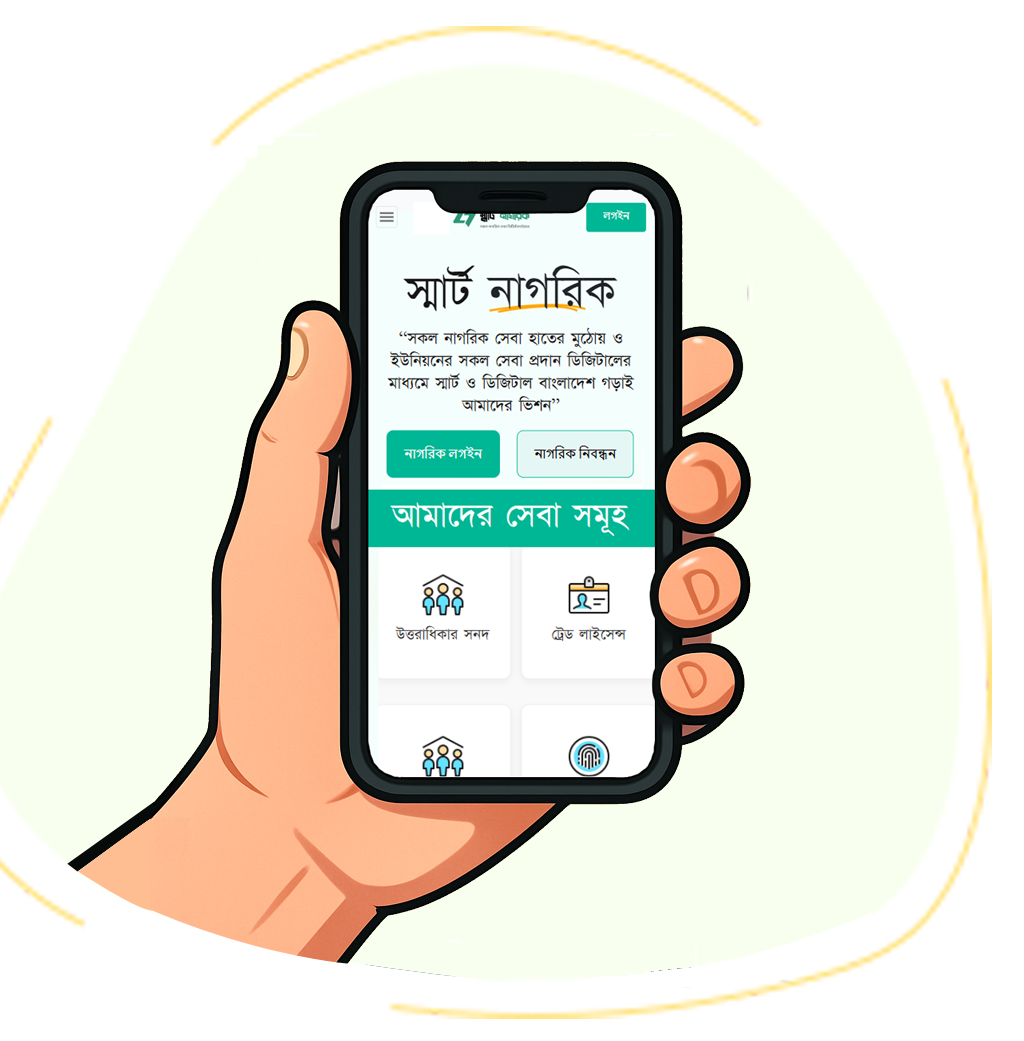 স্মার্ট নাগরিক
লগইন
স্মার্ট নাগরিক
“সকল নাগরিক সেবা হাতের মুঠোয় ও
ইউনিয়নের সকল সেবা প্রদান ডিজিটালের
মাধ্যমে স্মার্ট ও ডিজিটাল বাংলাদেশ গড়াই
আমাদের ভিশন”
নাগরিক লগইন
নাগরিক নিবন্ধন
আমাদের সেবা সমূহ
উত্তরাধিকার সনদ
ট্রেড লাইসেন্স